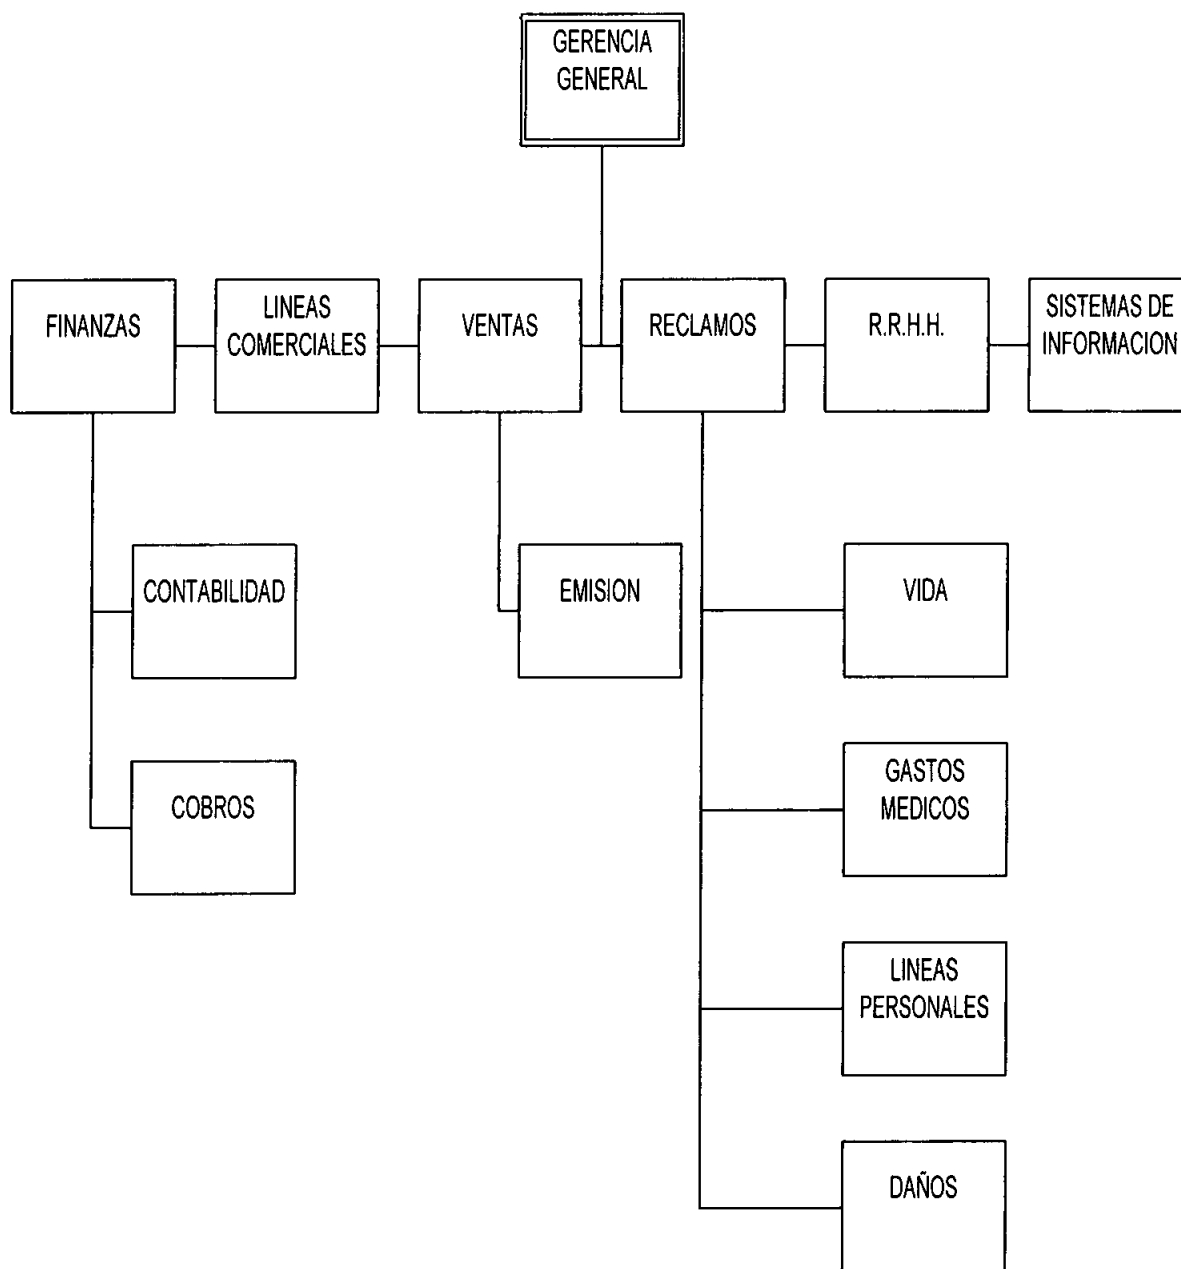 GERENCIA
GENERAL
FINANZAS
LINEAS
COMERCIALES
VENTAS
RECLAMOS
R.R.H.H.
SISTEMAS DE
INFORMACION
CONTABILIDAD
EMISION
VIDA
COBROS
GASTOS
MEDICOS
LINEAS
PERSONALES
DAÑOS